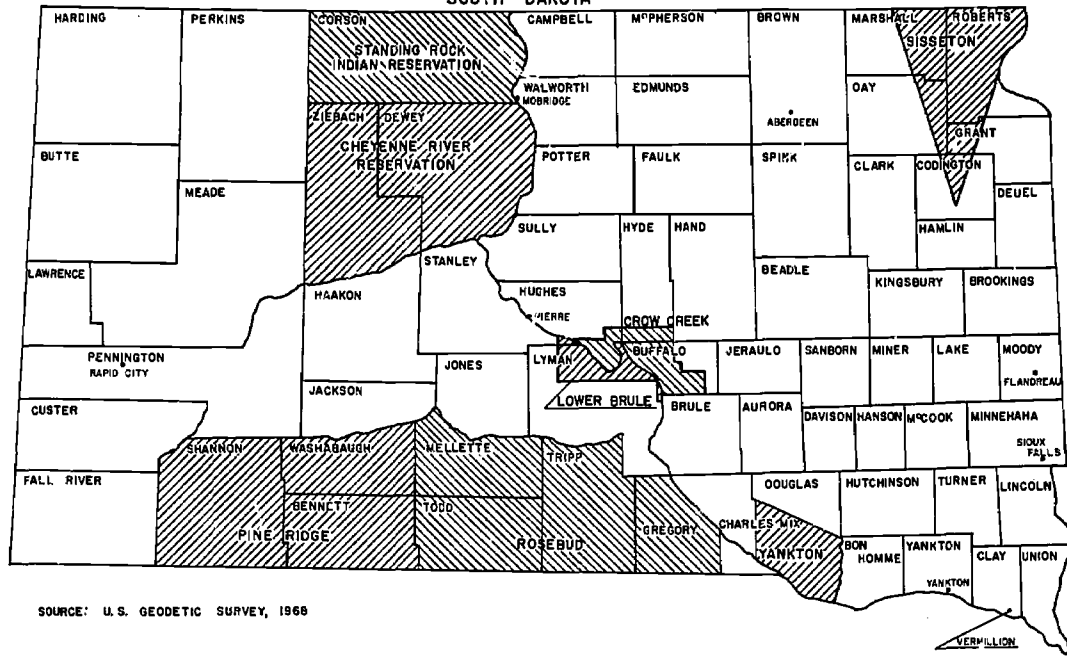 SOUTH DAKOTA
HARDING
PERKINS
CORSON
CAMPBELL
McPHERSON
BROWN
MARSHALL
ROBERTS
SISSETON
STANDING ROCK
INDIAN RESERVATION
WALWORTH
MOBRIDGE
EDMUNDS
ABERDEEN
DAY
GRANT
ZIEBACH
DEWEY
CHEYENNE RIVER
RESERVATION
BUTTE
MEADE
POTTER
FAULK
SPINK
CLARK
CODINGTON
DEUEL
SULLY
HYDE
HAND
HAMLIN
LAWRENCE
STANLEY
HAAKON
HUGHES
PIERRE
BEADLE
KINGSBURY
BROOKINGS
CROW CREEK
PENNINGTON
RAPID CITY
JONES
LYMAN
BUFFALO
JERAULD
SANBORN
MINER
LAKE
MOODY
FLANDREAU
JACKSON
LOWER BRULE
CUSTER
BRULE
AURORA
DAVISON
HANSON
McCOOK
MINNEHAHA
SIOUX
FALLS
SHANNON
WASHABAUGH
MELLETTE
TRIPP
FALL RIVER
DOUGLAS
HUTCHINSON
TURNER
LINCOLN
BENNETT
TODD
GREGORY
CHARLES MIX
PINE RIDGE
ROSEBUD
YANKTON
BON
HOMME
YANKTON
YANKTON
CLAY
UNION
VERMILLION
SOURCE: U.S. GEODETIC SURVEY, 1968